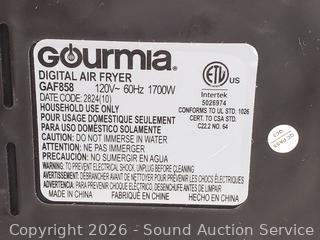 Gourmia
DIGITAL AIR FRYER
GAF858 120V~ 60Hz 1700W
DATE CODE: 2824(10)
HOUSEHOLD USE ONLY
POUR USAGE DOMESTIQUE SEULEMENT
PARA USO DOMÉSTICO SOLAMENTE
CAUTION: DO NOT IMMERSE IN WATER
ATTENTION: NE PAS IMMERGER
PRECAUCIÓN: NO SUMERGIR EN AGUA
ETL
Intertek
5026974
CONFORMS TO UL STD. 1026
CERT. TO CSA STD.
C22.2 NO. 64
WARNING: TO PREVENT ELECTRICAL SHOCK, UNPLUG BEFORE CLEANING
AVERTISSEMENT: DÉBRANCHER AVANT DE NETTOYER POUR PRÉVENIR LES CHOCS ÉLECTRIQUES
ADVERTENCIA: PARA PREVENIR CHOQUE ELÉCTRICO, DESENCHUFE ANTES DE LIMPIAR
MADE IN CHINA FABRIQUÉ EN CHINE HECHO EN CHINA
Copyright 2026 - Sound Auction Service